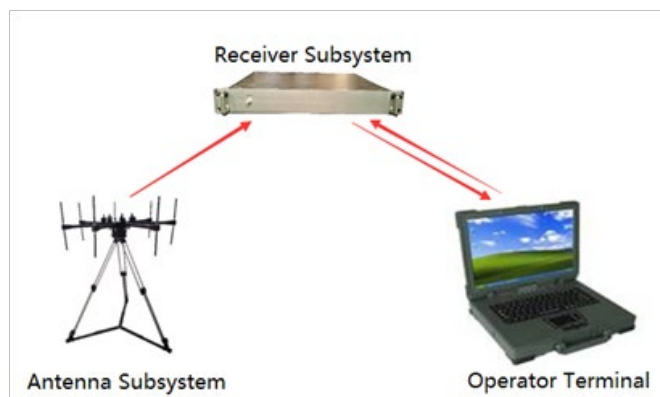 Receiver Subsystem
Antenna Subsystem
Operator Terminal